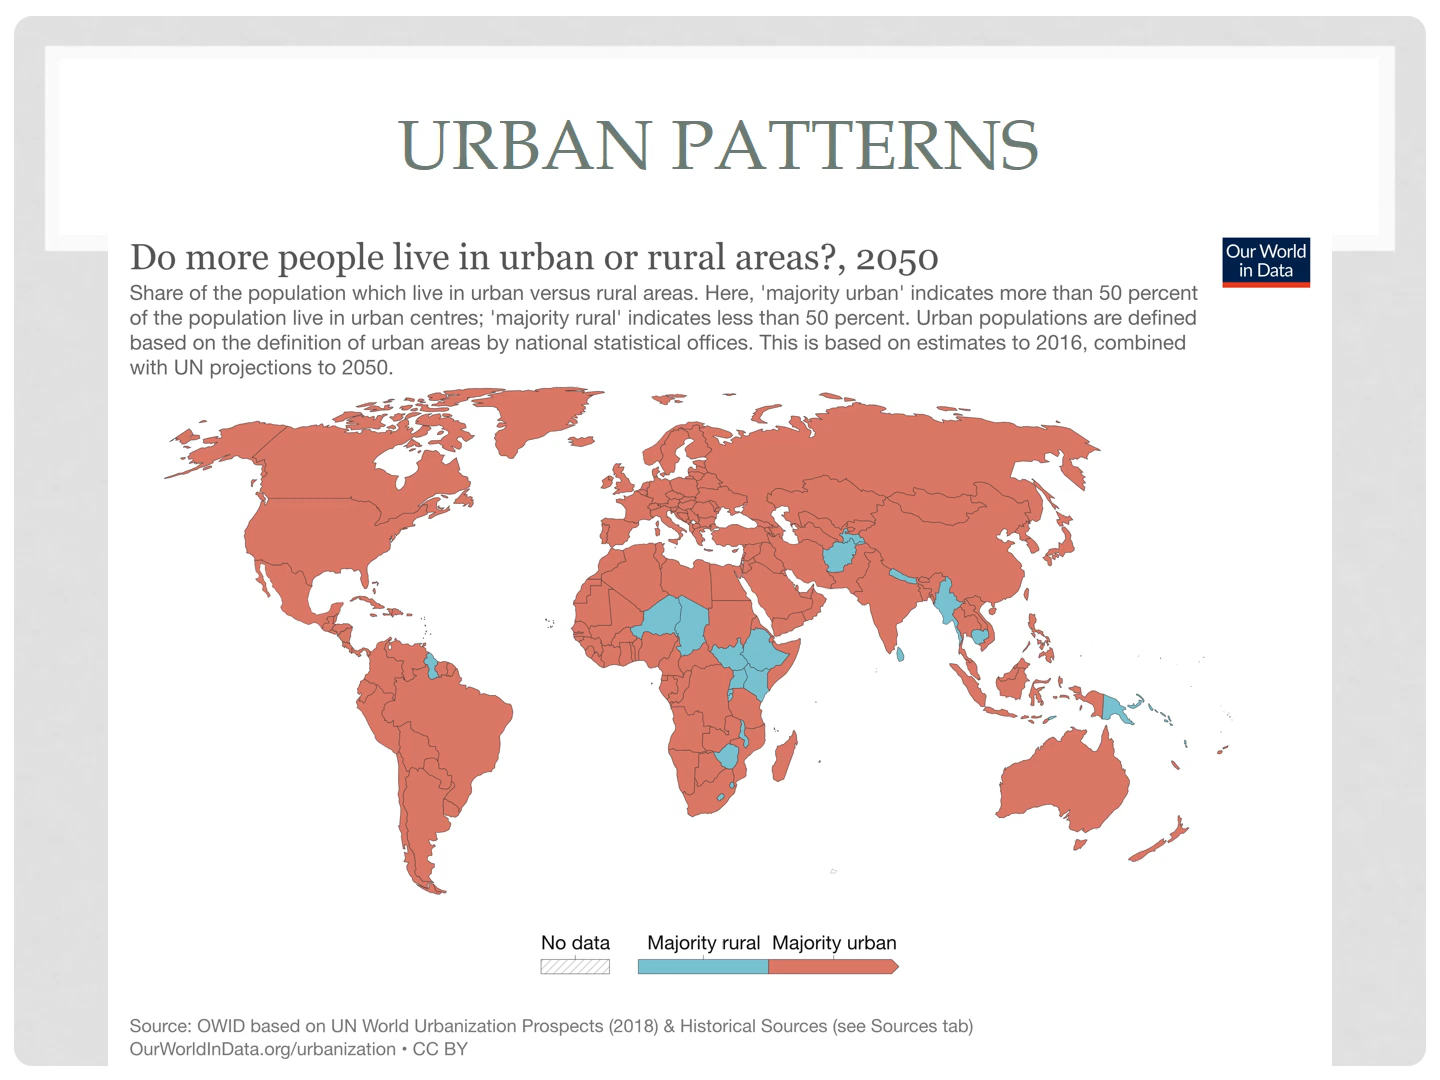 URBAN PATTERNS
Do more people live in urban or rural areas?, 2050
Our World
in Data
Share of the population which live in urban versus rural areas. Here, 'majority urban' indicates more than 50 percent
of the population live in urban centres; 'majority rural' indicates less than 50 percent. Urban populations are defined
based on the definition of urban areas by national statistical offices. This is based on estimates to 2016, combined
with UN projections to 2050.
No data
Majority rural
Majority urban
Source: OWID based on UN World Urbanization Prospects (2018) & Historical Sources (see Sources tab)
OurWorldInData.org/urbanization • CC BY